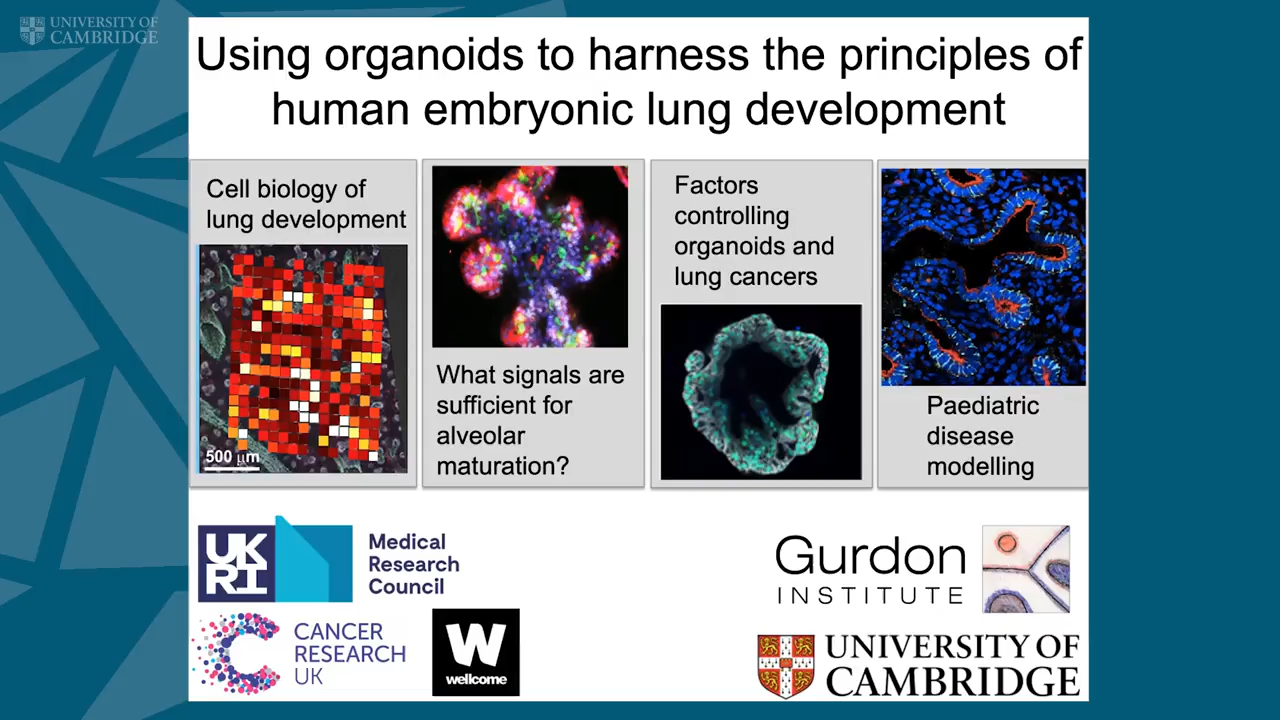 UNIVERSITY OF
CAMBRIDGE
Using organoids to harness the principles of
human embryonic lung development
Cell biology of
lung development
500 μm
What signals are
sufficient for
alveolar
maturation?
Factors
controlling
organoids and
lung cancers
Paediatric
disease
modelling
UK
RI
Medical
Research
Council
CANCER
RESEARCH
UK
W
wellcome
Gurdon
INSTITUTE
UNIVERSITY OF
CAMBRIDGE